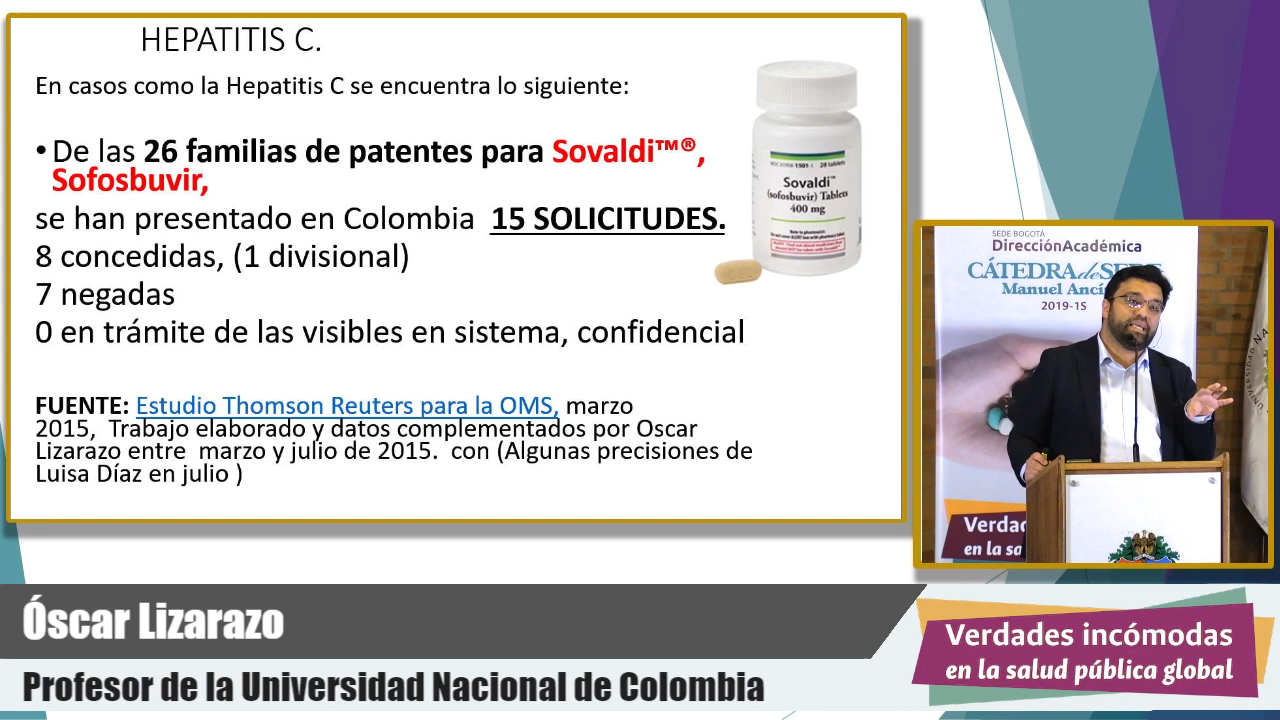 HEPATITIS C.
En casos como la Hepatitis C se encuentra lo siguiente:
• De las 26 familias de patentes para Sovaldi™®,
Sofosbuvir,
se han presentado en Colombia 15 SOLICITUDES.
8 concedidas, (1 divisional)
7 negadas
0 en trámite de las visibles en sistema, confidencial
FUENTE: Estudio Thomson Reuters para la OMS, marzo
2015, Trabajo elaborado y datos complementados por Oscar
Lizarazo entre marzo y julio de 2015. con (Algunas precisiones de
Luisa Díaz en julio )
28 tablets
Sovaldi™
(sofosbuvir) Tablets
400 mg
SEDE BOGOTÁ
DirecciónAcadémica
CÁTEDRAdeSEDE
Manuel Ancí
2019-1S
Verdad
en la sa
Óscar Lizarazo
Profesor de la Universidad Nacional de Colombia
Verdades incómodas
en la salud pública global